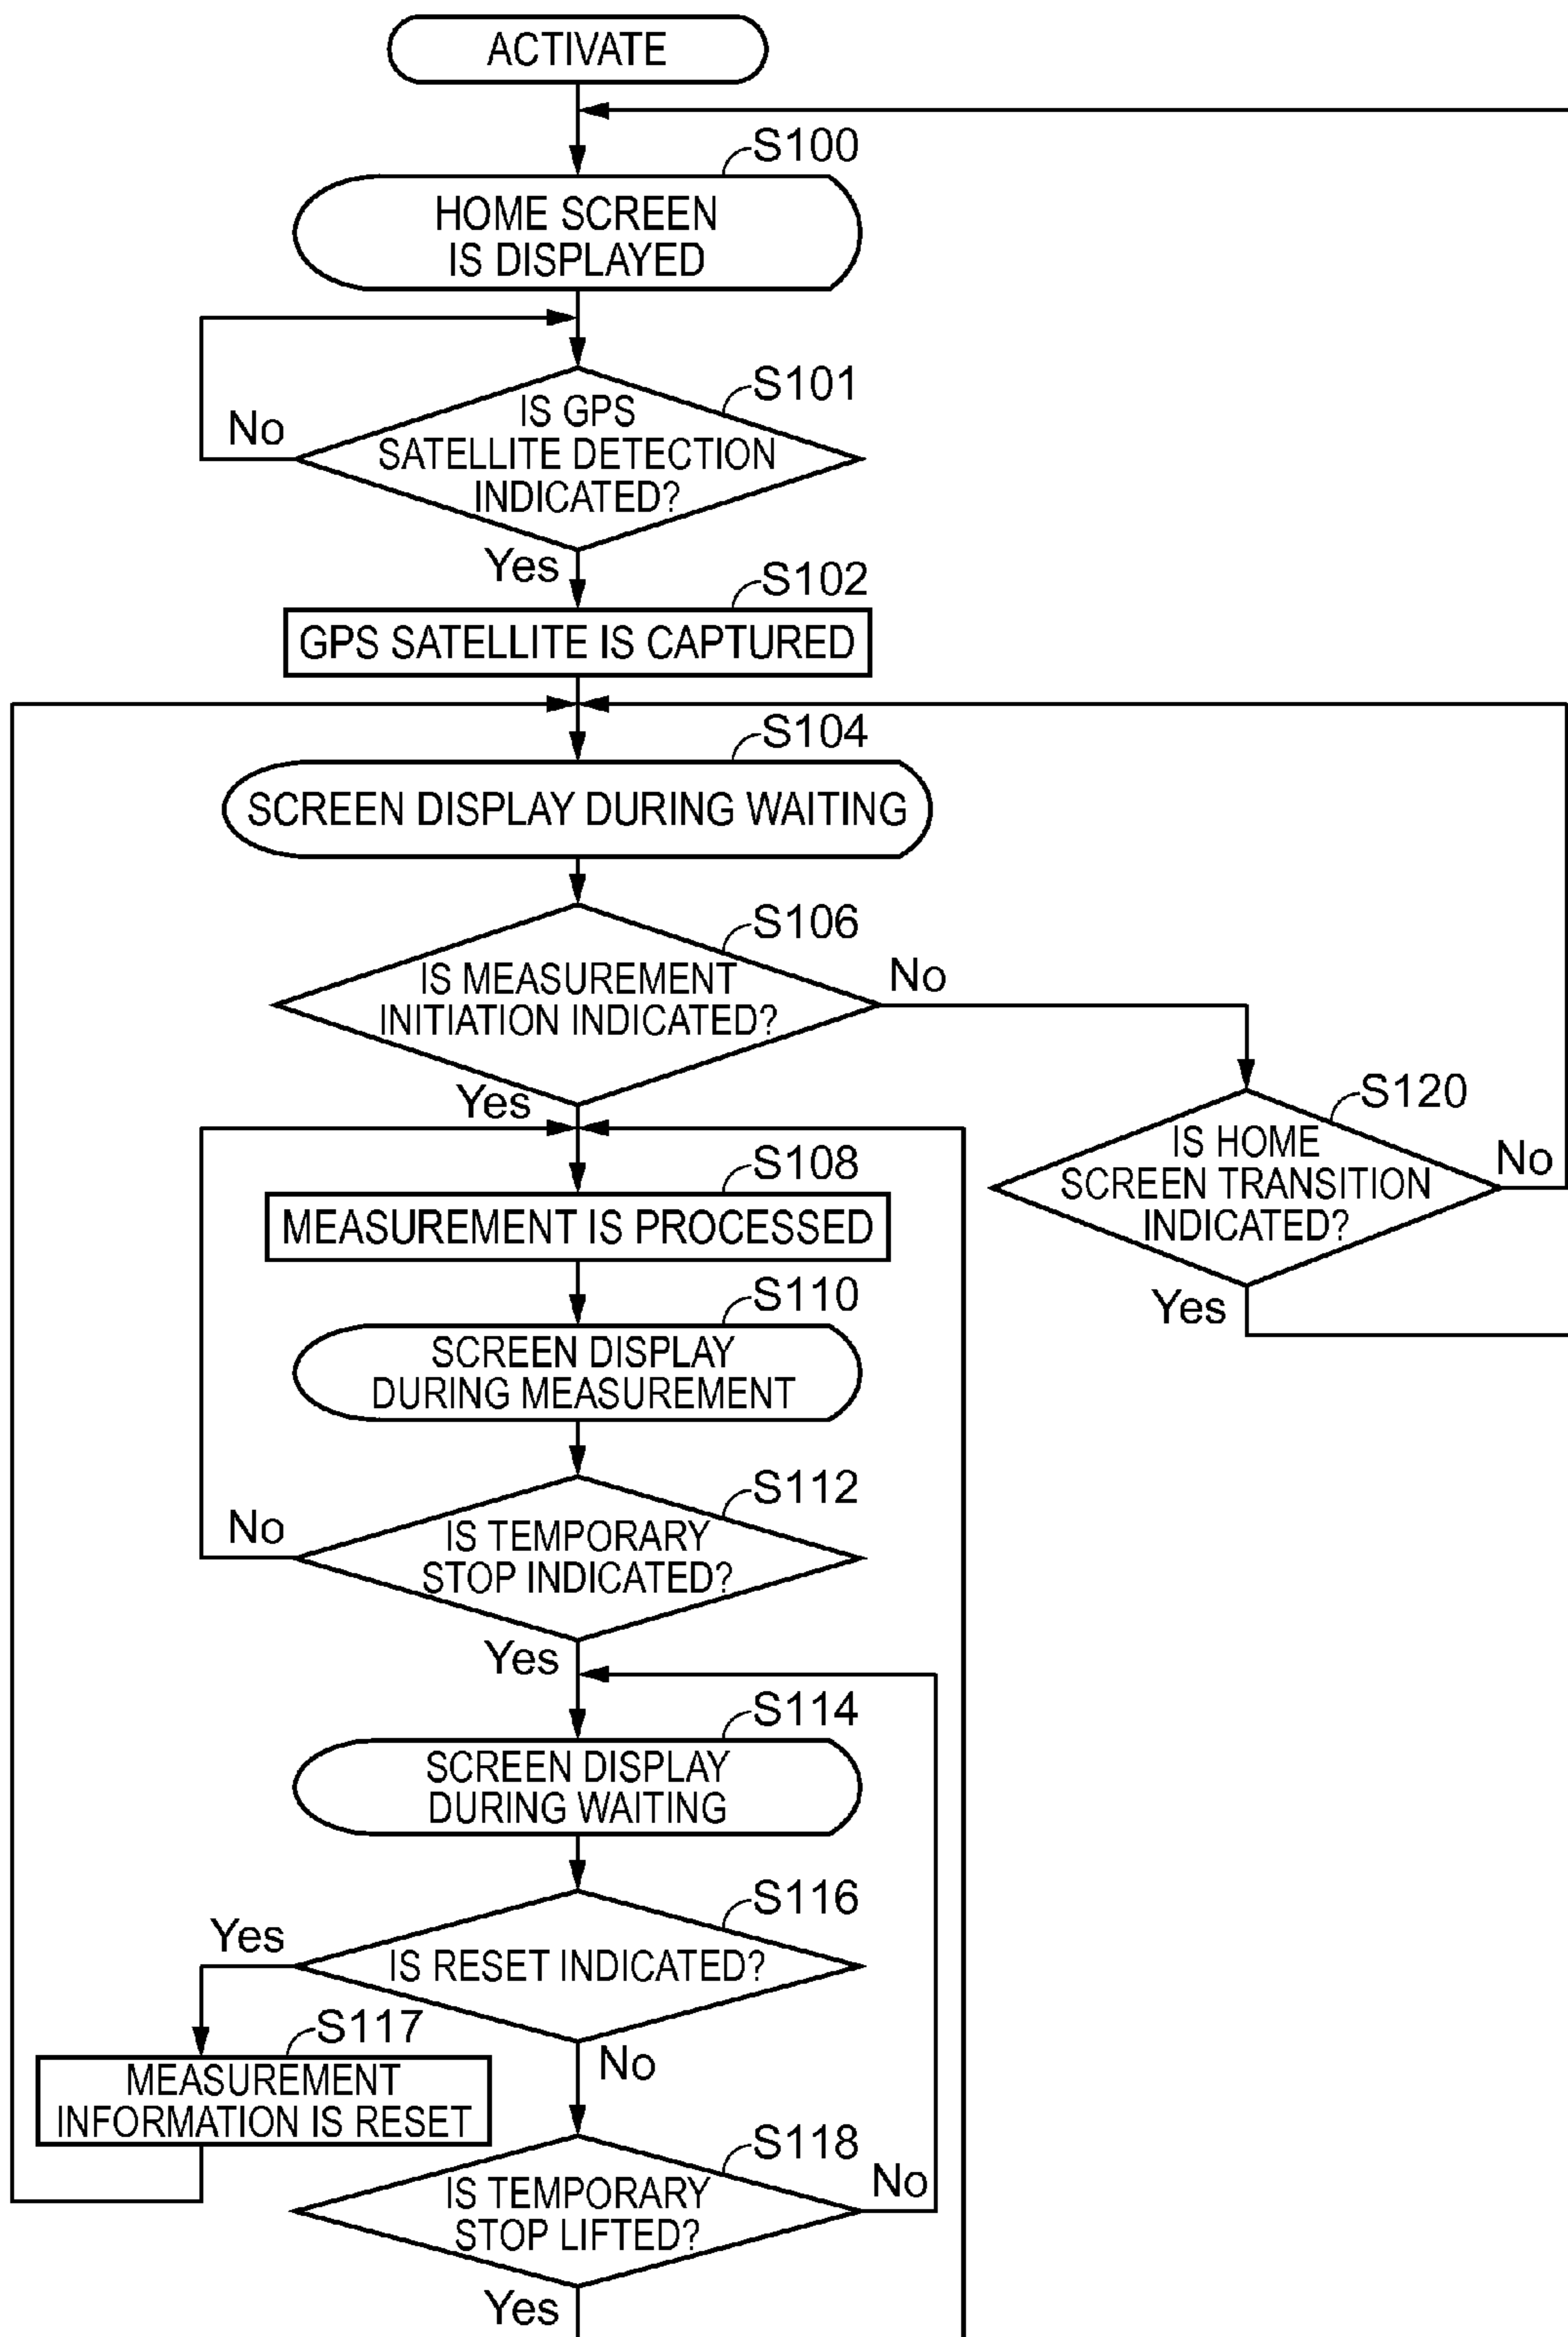 ACTIVATE
S100
HOME SCREEN
IS DISPLAYED
S101
IS GPS
SATELLITE DETECTION
INDICATED?
No
Yes
S102
GPS SATELLITE IS CAPTURED
S104
SCREEN DISPLAY DURING WAITING
S106
IS MEASUREMENT
INITIATION INDICATED?
No
Yes
S120
IS HOME
SCREEN TRANSITION
INDICATED?
No
Yes
S108
MEASUREMENT IS PROCESSED
S110
SCREEN DISPLAY
DURING MEASUREMENT
S112
IS TEMPORARY
STOP INDICATED?
No
Yes
S114
SCREEN DISPLAY
DURING WAITING
S116
IS RESET INDICATED?
Yes
No
S117
MEASUREMENT
INFORMATION IS RESET
S118
IS TEMPORARY
STOP LIFTED?
No
Yes